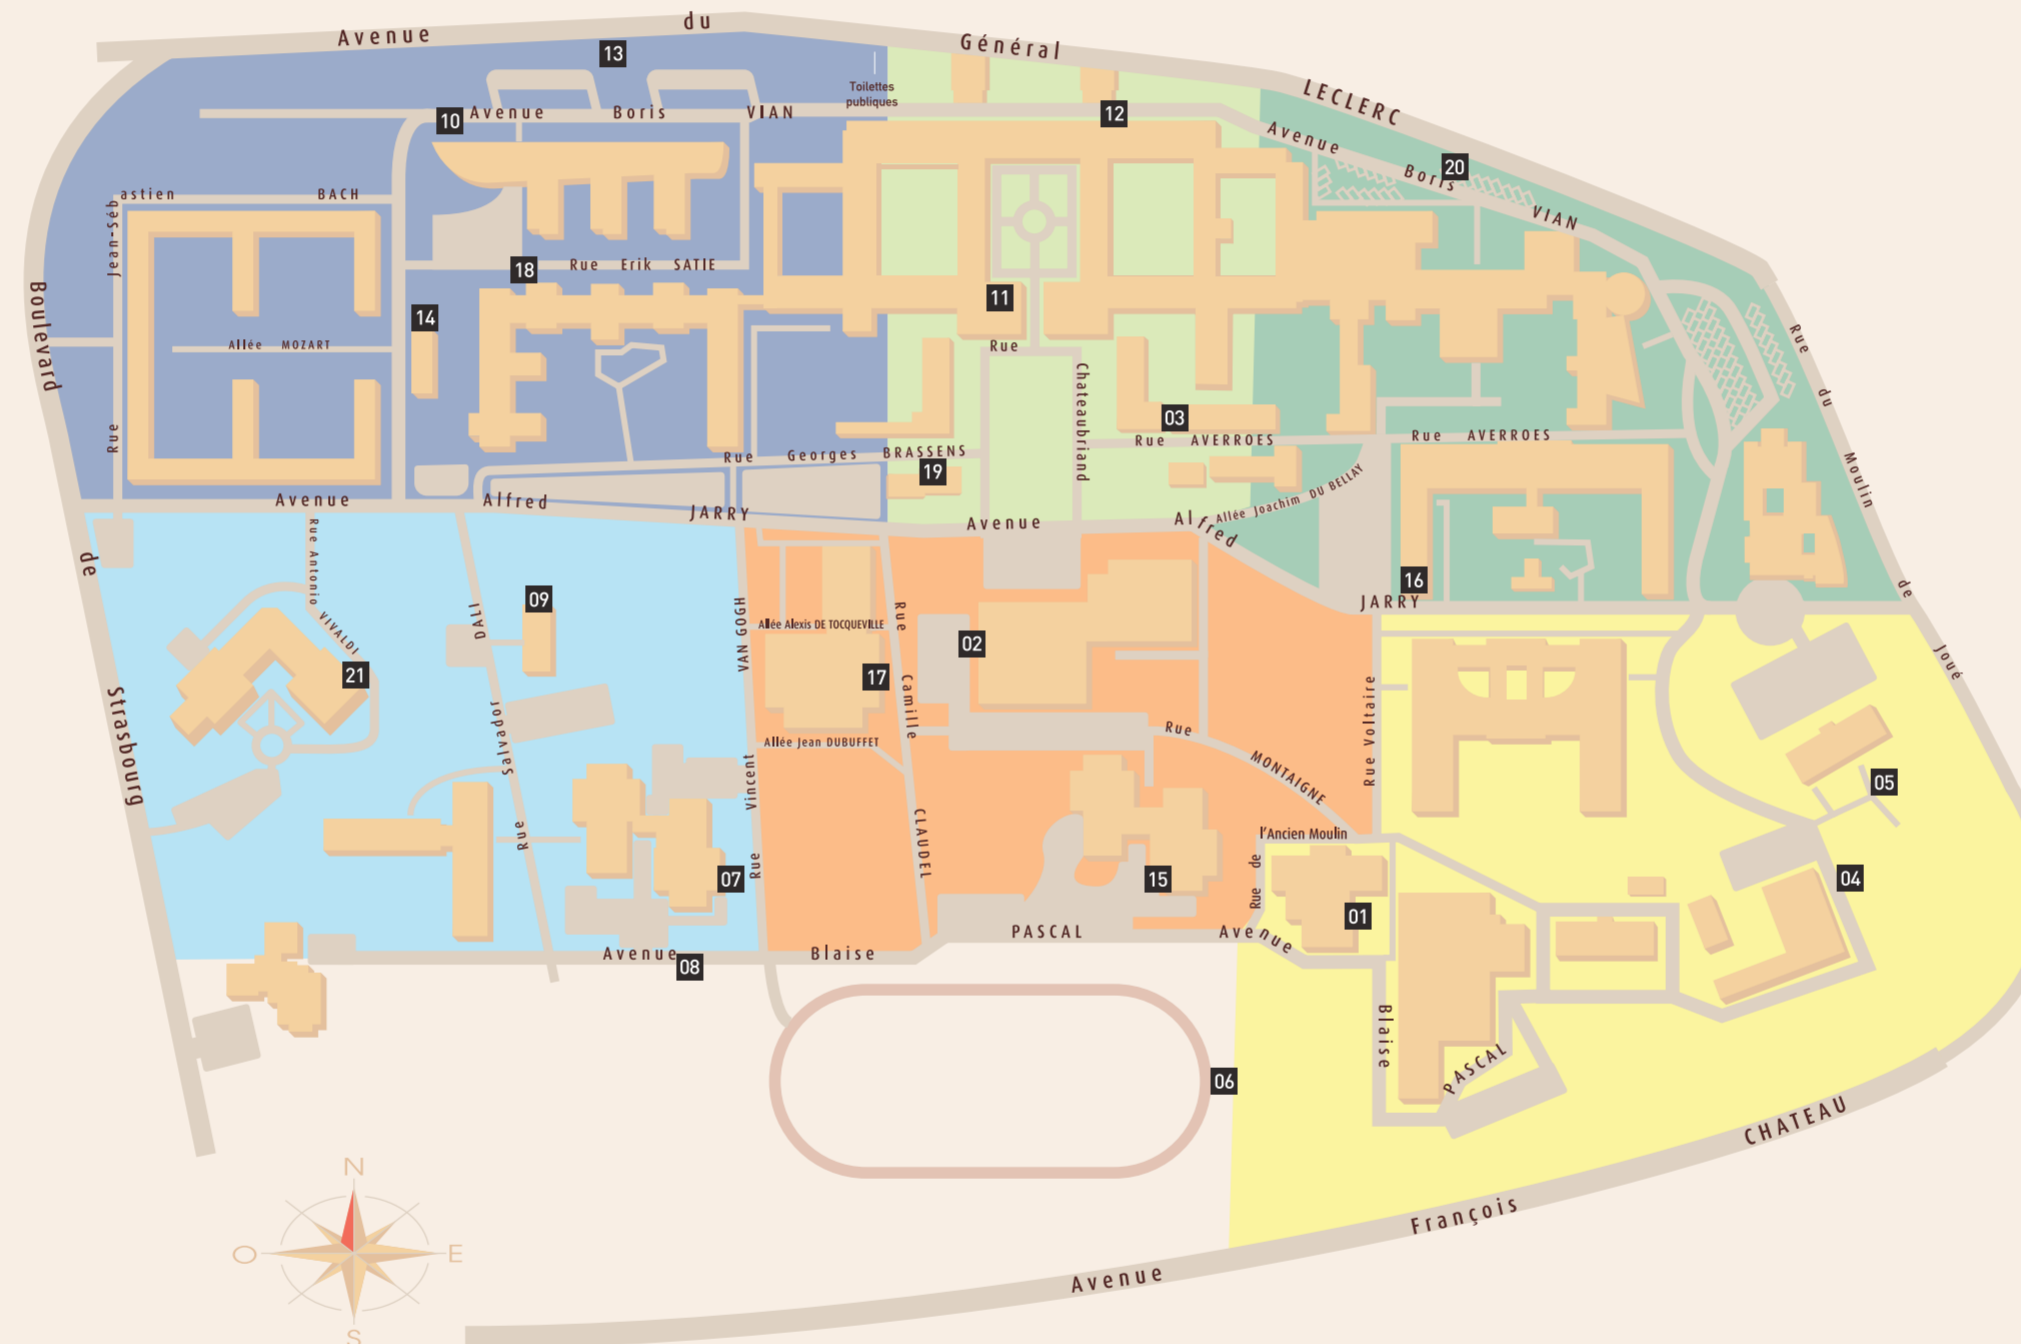 Avenue du Général LECLERC
13
Toilettes
publiques
10
Avenue Boris VIAN
12
Avenue Boris VIAN
20
Rue Jean-Sébastien BACH
18
Rue Erik SATIE
11
14
Allée MOZART
Rue Chateaubriand
03
Rue Georges BRASSENS
19
Rue AVERROES
Rue AVERROES
Allée Joachim DU BELLAY
Rue du Moulin de Joué
Boulevard de Strasbourg
Avenue Alfred JARRY
Avenue Alfred JARRY
16
Rue Antonio VIVALDI
21
Rue Salvador DALI
09
Rue Vincent VAN GOGH
Allée Alexis DE TOCQUEVILLE
17
Rue Camille CLAUDEL
02
Allée Jean DUBUFFET
Rue MONTAIGNE
Rue Voltaire
05
07
15
Rue de l'Ancien Moulin
01
04
Avenue Blaise PASCAL
08
Avenue Blaise PASCAL
06
Avenue François CHATEAU
N
O
E
S